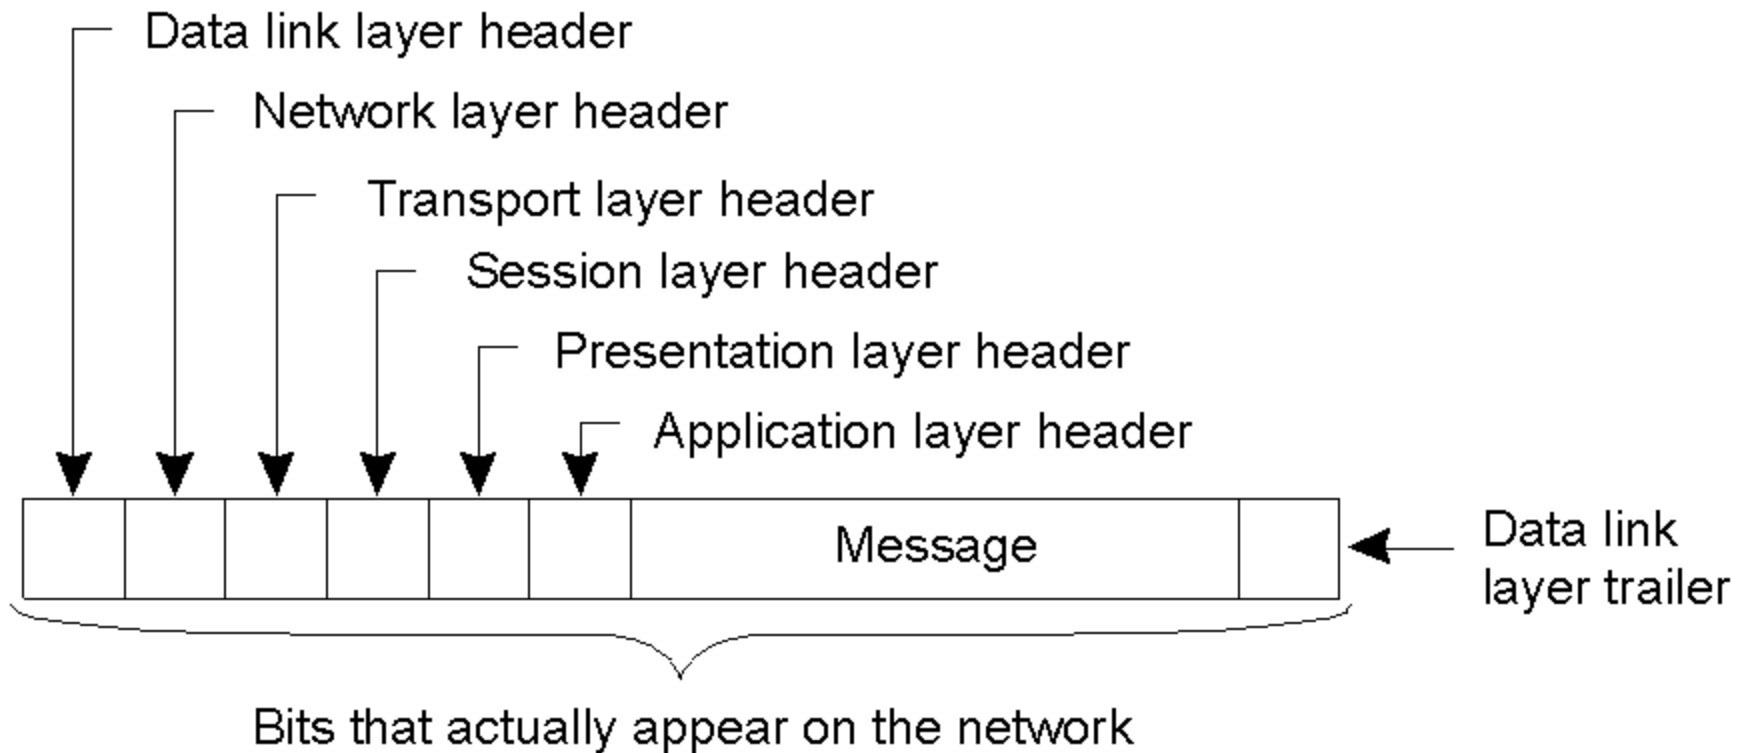 Data link layer header
Network layer header
Transport layer header
Session layer header
Presentation layer header
Application layer header
Message
Data link
layer trailer
Bits that actually appear on the network